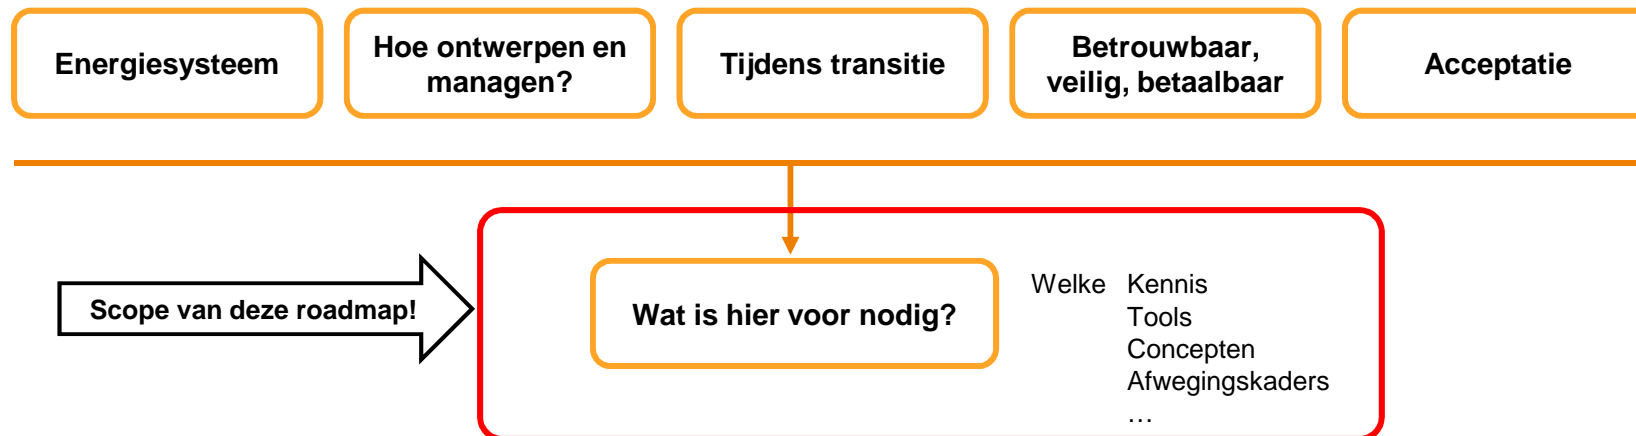 Energiesysteem
Hoe ontwerpen en
managen?
Tijdens transitie
Betrouwbaar,
veilig, betaalbaar
Acceptatie
Scope van deze roadmap!
Wat is hier voor nodig?
Welke Kennis
Tools
Concepten
Afwegingskaders
…